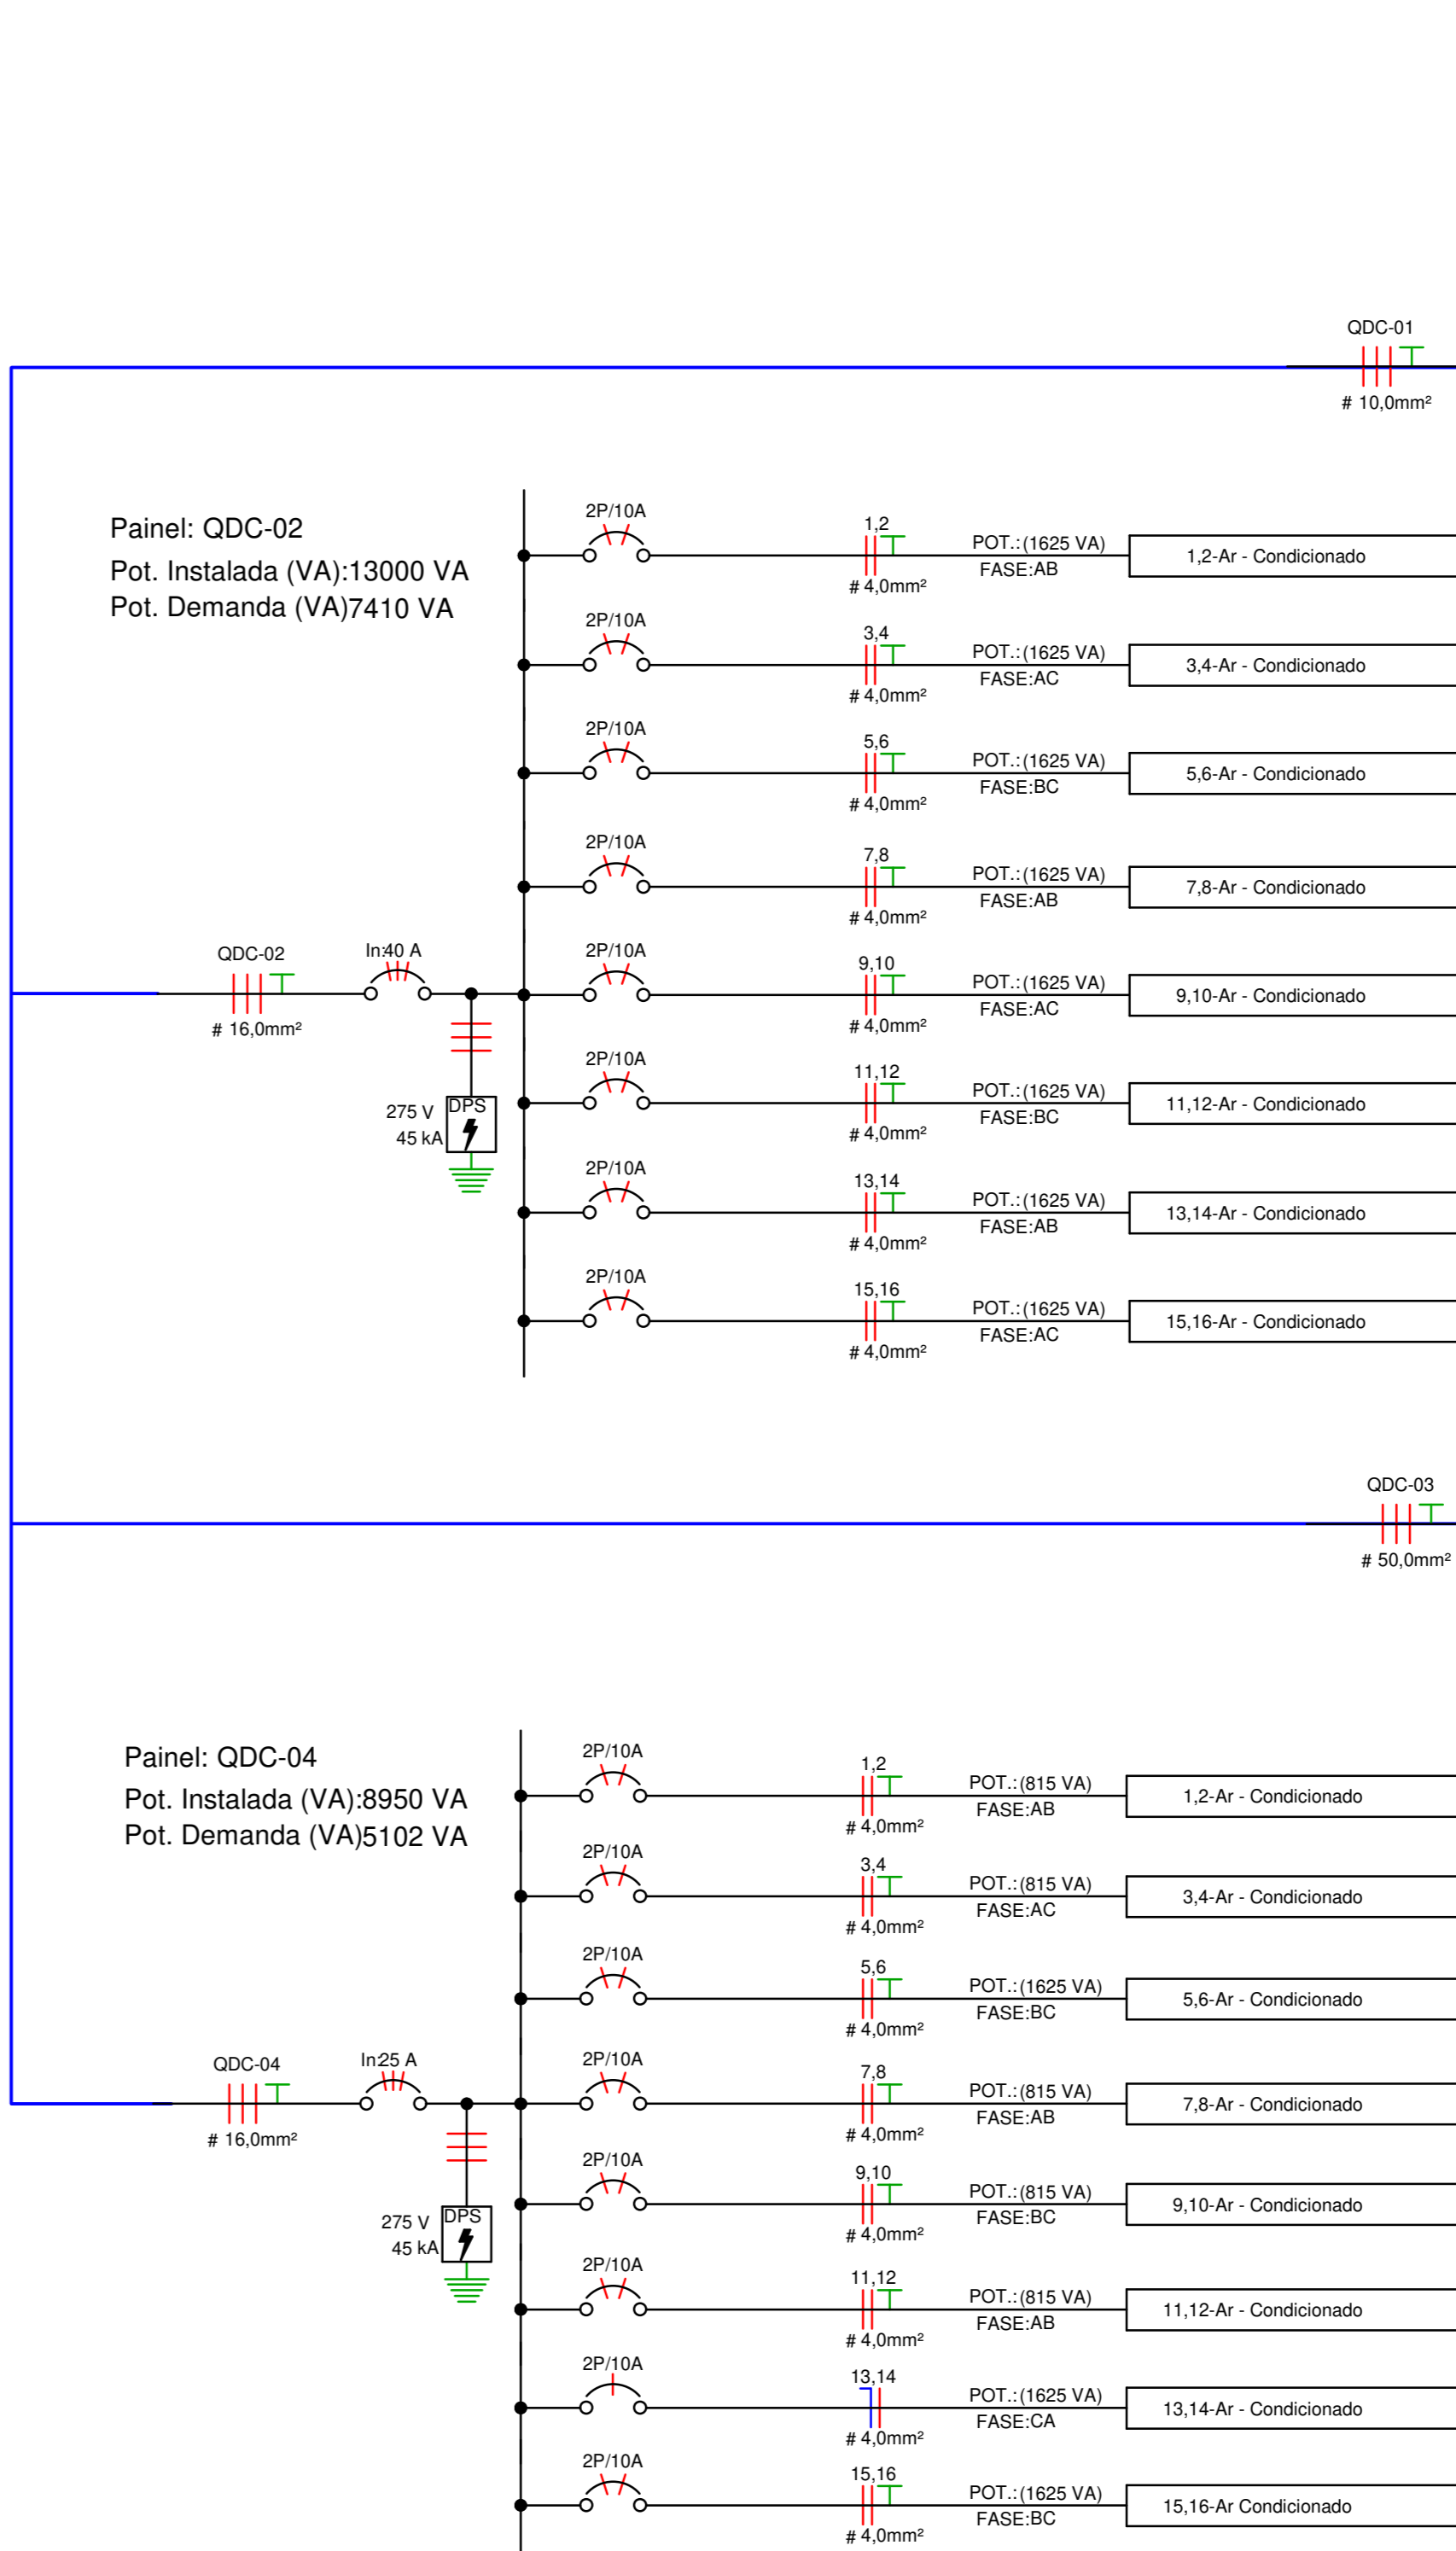 QDC-01
# 10,0mm²
Painel: QDC-02
Pot. Instalada (VA):13000 VA
Pot. Demanda (VA)7410 VA
2P/10A
1,2
# 4,0mm²
POT.:(1625 VA)
FASE:AB
1,2-Ar - Condicionado
2P/10A
3,4
# 4,0mm²
POT.:(1625 VA)
FASE:AC
3,4-Ar - Condicionado
2P/10A
5,6
# 4,0mm²
POT.:(1625 VA)
FASE:BC
5,6-Ar - Condicionado
2P/10A
7,8
# 4,0mm²
POT.:(1625 VA)
FASE:AB
7,8-Ar - Condicionado
QDC-02
# 16,0mm²
In:40 A
2P/10A
9,10
# 4,0mm²
POT.:(1625 VA)
FASE:AC
9,10-Ar - Condicionado
275 V
45 kA
DPS
2P/10A
11,12
# 4,0mm²
POT.:(1625 VA)
FASE:BC
11,12-Ar - Condicionado
2P/10A
13,14
# 4,0mm²
POT.:(1625 VA)
FASE:AB
13,14-Ar - Condicionado
2P/10A
15,16
# 4,0mm²
POT.:(1625 VA)
FASE:AC
15,16-Ar - Condicionado
QDC-03
# 50,0mm²
Painel: QDC-04
Pot. Instalada (VA):8950 VA
Pot. Demanda (VA)5102 VA
2P/10A
1,2
# 4,0mm²
POT.:(815 VA)
FASE:AB
1,2-Ar - Condicionado
2P/10A
3,4
# 4,0mm²
POT.:(815 VA)
FASE:AC
3,4-Ar - Condicionado
2P/10A
5,6
# 4,0mm²
POT.:(1625 VA)
FASE:BC
5,6-Ar - Condicionado
QDC-04
# 16,0mm²
In:25 A
2P/10A
7,8
# 4,0mm²
POT.:(815 VA)
FASE:AB
7,8-Ar - Condicionado
2P/10A
9,10
# 4,0mm²
POT.:(815 VA)
FASE:BC
9,10-Ar - Condicionado
275 V
45 kA
DPS
2P/10A
11,12
# 4,0mm²
POT.:(815 VA)
FASE:AB
11,12-Ar - Condicionado
2P/10A
13,14
# 4,0mm²
POT.:(1625 VA)
FASE:CA
13,14-Ar - Condicionado
2P/10A
15,16
# 4,0mm²
POT.:(1625 VA)
FASE:BC
15,16-Ar Condicionado